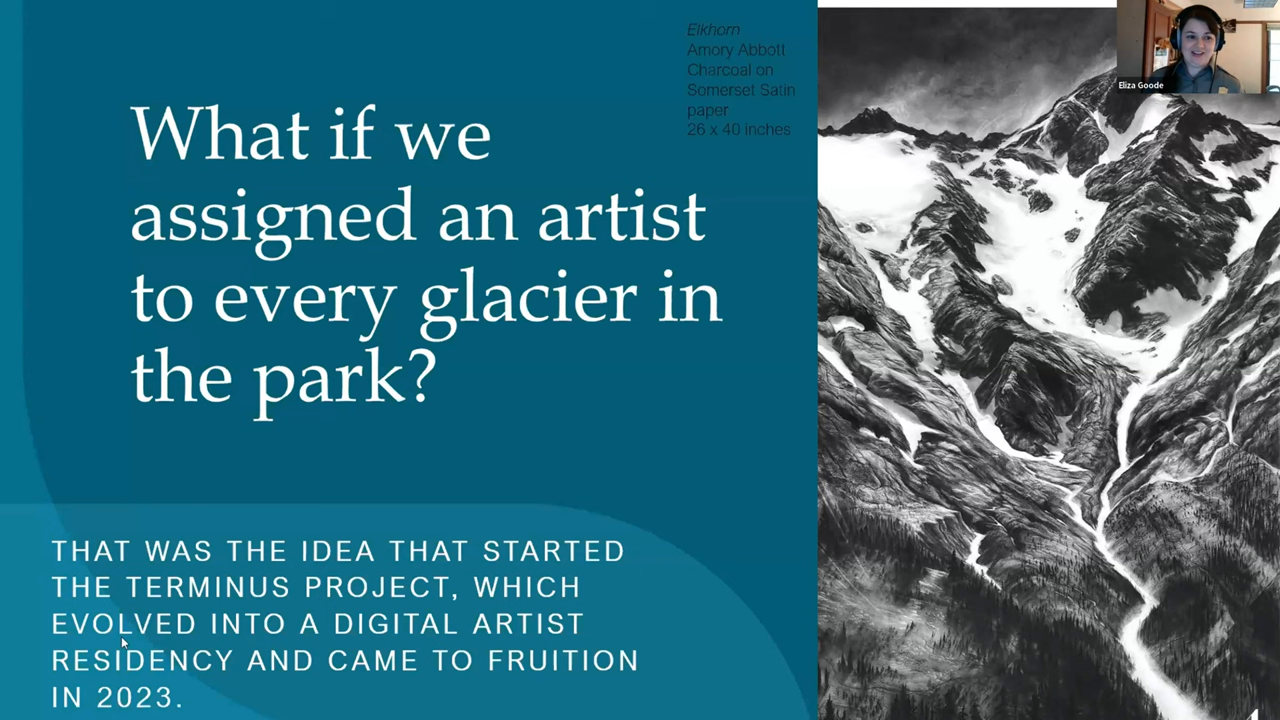 Elkhorn
Amory Abbott
Charcoal on
Somerset Satin
paper
26 x 40 inches
What if we
assigned an artist
to every glacier in
the park?
THAT WAS THE IDEA THAT STARTED
THE TERMINUS PROJECT, WHICH
EVOLVED INTO A DIGITAL ARTIST
RESIDENCY AND CAME TO FRUITION
IN 2023.
Eliza Goode